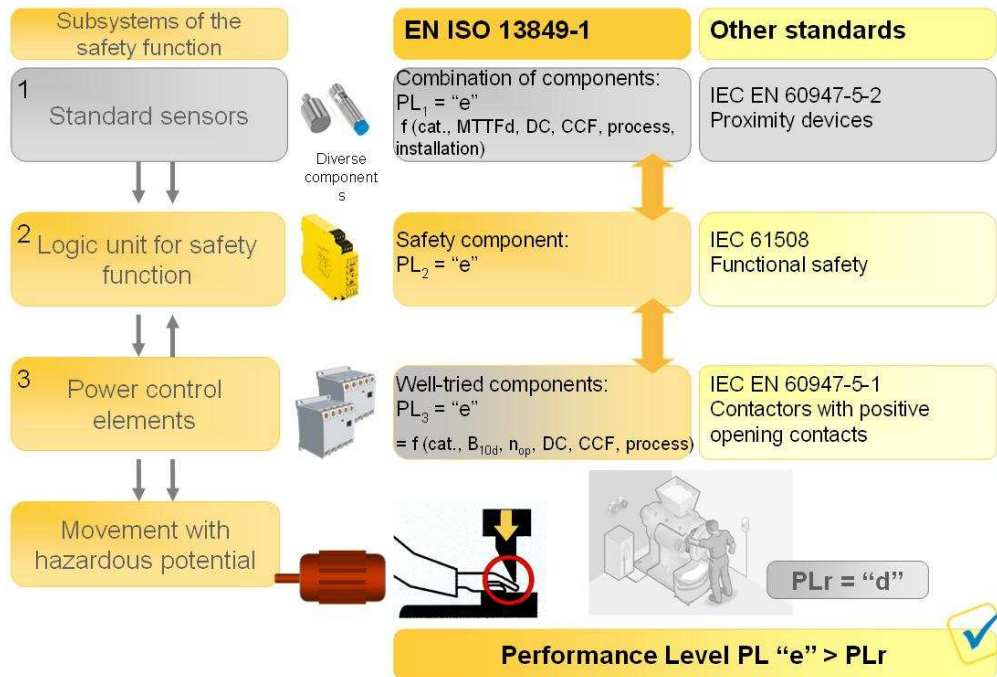 Subsystems of the
safety function
EN ISO 13849-1
Other standards
1
Standard sensors
Diverse
component
s
Combination of components:
PL1 = “e”
f (cat., MTTFd, DC, CCF, process,
installation)
IEC EN 60947-5-2
Proximity devices
2
Logic unit for safety
function
Safety component:
PL2 = “e”
IEC 61508
Functional safety
3
Power control
elements
Well-tried components:
PL3 = “e”
= f (cat., B10d, nop, DC, CCF, process)
IEC EN 60947-5-1
Contactors with positive
opening contacts
Movement with
hazardous potential
PLr = “d”
Performance Level PL “e” > PLr